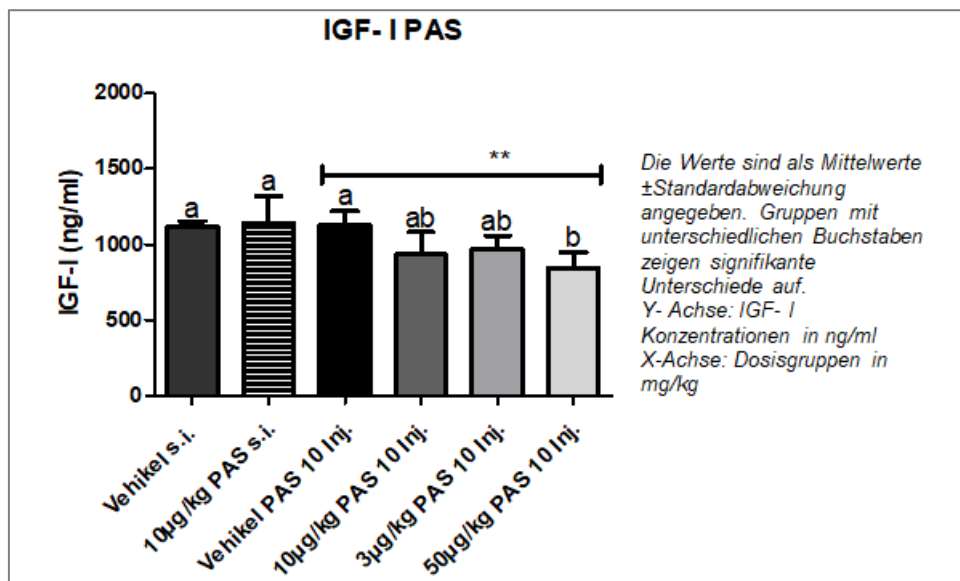 IGF- I PAS
IGF-I (ng/ml)
2000
1500
1000
500
0
**
a
a
a
ab
ab
b
Vehikel s.i.
10µg/kg PAS s.i.
Vehikel PAS 10 Inj.
10µg/kg PAS 10 Inj.
3µg/kg PAS 10 Inj.
50µg/kg PAS 10 Inj.
Die Werte sind als Mittelwerte
±Standardabweichung
angegeben. Gruppen mit
unterschiedlichen Buchstaben
zeigen signifikante
Unterschiede auf.
Y- Achse: IGF- I
Konzentrationen in ng/ml
X-Achse: Dosisgruppen in
mg/kg